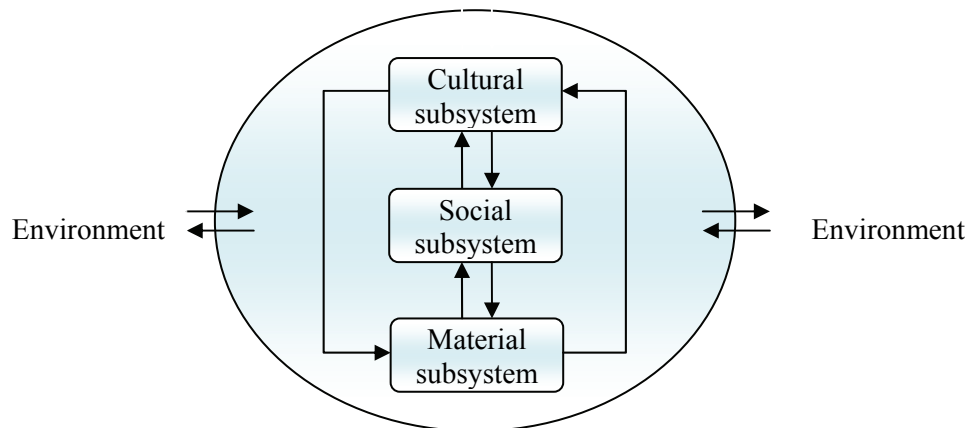 Cultural
subsystem
Social
subsystem
Environment
Environment
Material
subsystem